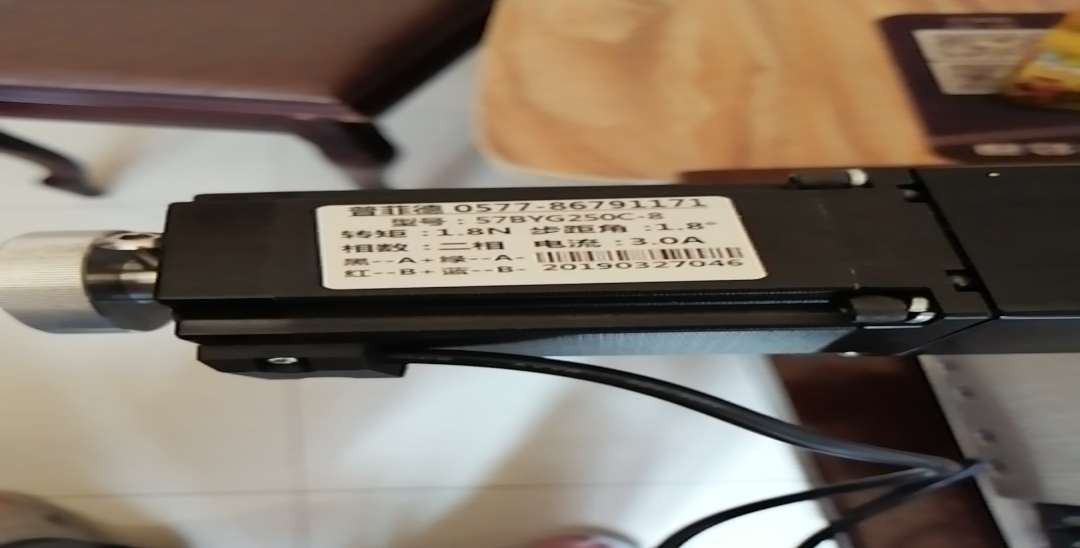 普菲德 0577-86791171
型号：57BYG250C-8
转矩：1.8N 步距角：1.8°
相数：二相 电流：3.0A
黑--A+绿--A-
红--B+蓝--B-
20190327046